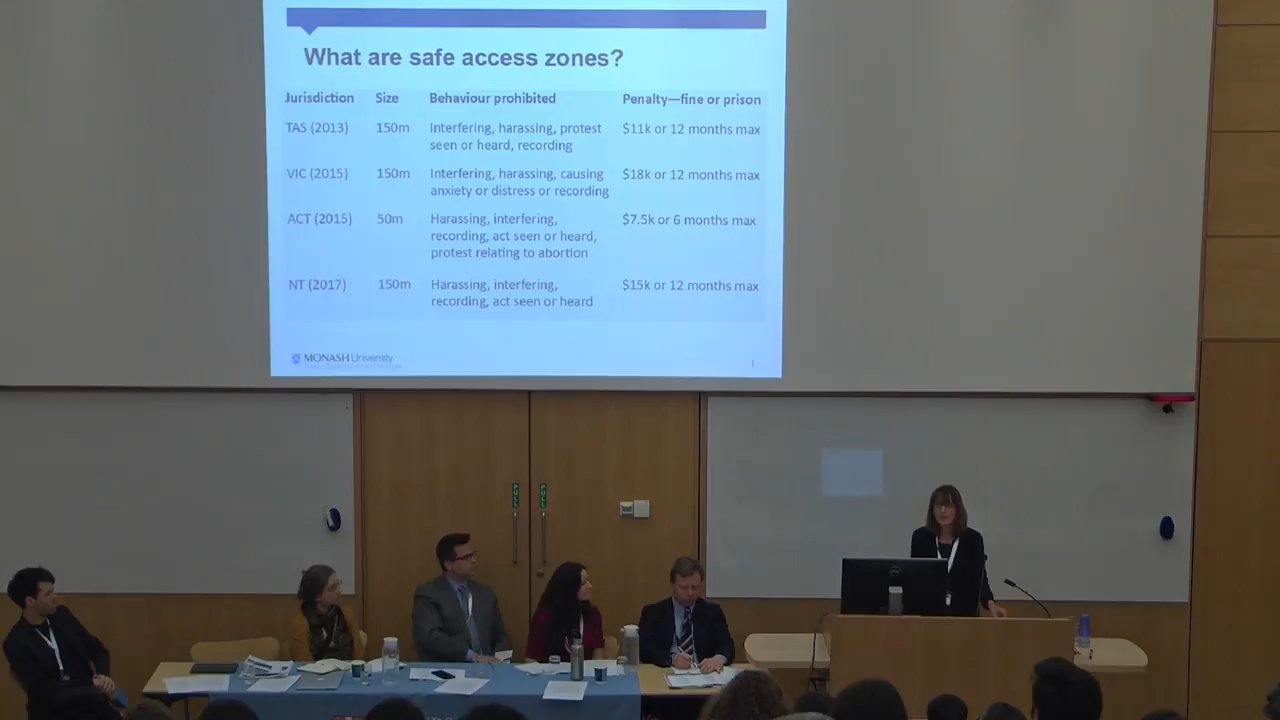 What are safe access zones?
Jurisdiction Size Behaviour prohibited Penalty—fine or prison
TAS (2013) 150m Interfering, harassing, protest $11k or 12 months max
seen or heard, recording
VIC (2015) 150m Interfering, harassing, causing $18k or 12 months max
anxiety or distress or recording
ACT (2015) 50m Harassing, interfering, $7.5k or 6 months max
recording, act seen or heard,
protest relating to abortion
NT (2017) 150m Harassing, interfering, $15k or 12 months max
recording, act seen or heard
MONASH University
PULL PULL